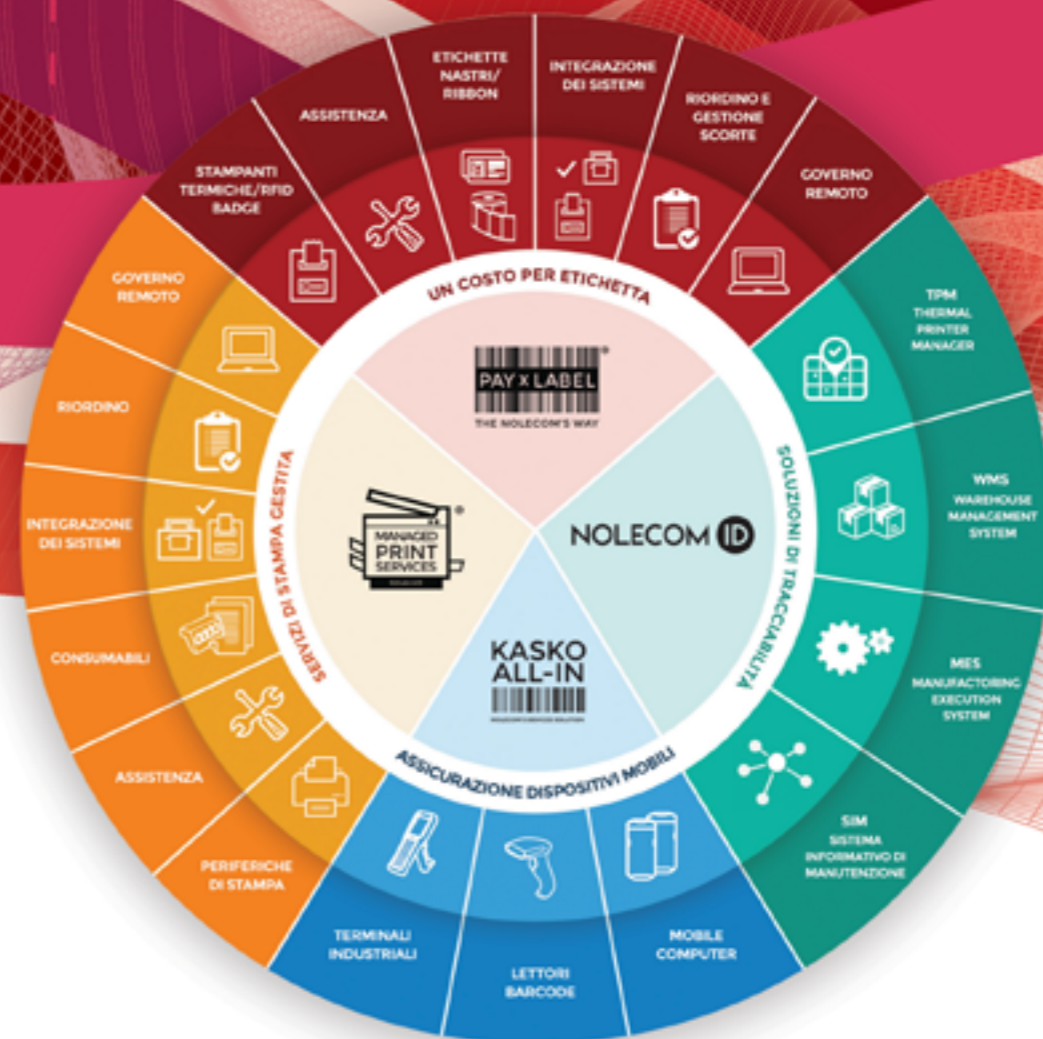 ETICHETTE
NASTRI/
RIBBON
INTEGRAZIONE
DEI SISTEMI
ASSISTENZA
RIORDINO E
GESTIONE
SCORTE
STAMPANTI
TERMICHE/RFID
BADGE
GOVERNO
REMOTO
GOVERNO
REMOTO
RIORDINO
INTEGRAZIONE
DEI SISTEMI
CONSUMABILI
ASSISTENZA
PERIFERICHE
DI STAMPA
TPM
THERMAL
PRINTER
MANAGER
WMS
WAREHOUSE
MANAGEMENT
SYSTEM
MES
MANUFACTORING
EXECUTION
SYSTEM
SIM
SISTEMA
INFORMATIVO DI
MANUTENZIONE
TERMINALI
INDUSTRIALI
LETTORI
BARCODE
MOBILE
COMPUTER
UN COSTO PER ETICHETTA
SERVIZI DI STAMPA GESTITA
SOLUZIONI DI TRACCIABILITÀ
ASSICURAZIONE DISPOSITIVI MOBILI
PAY X LABEL®
THE NOLECOM'S WAY
MANAGED
PRINT
SERVICES
®
NOLECOM ID
KASKO
ALL-IN